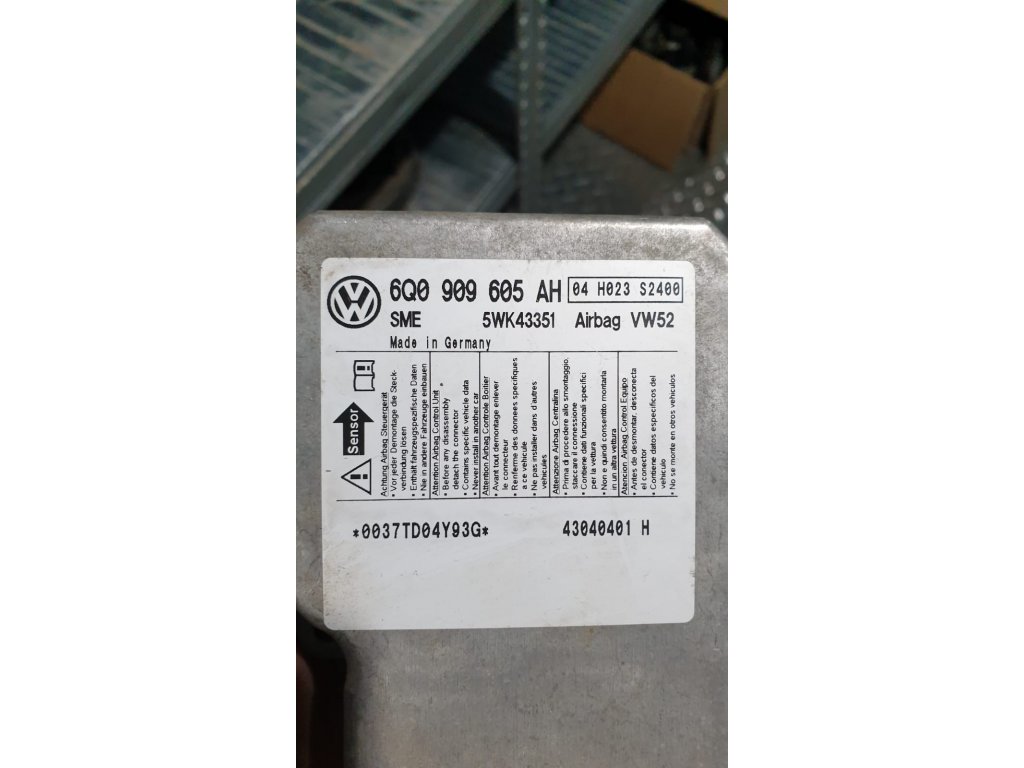 6Q0 909 605 AH
04 H023 S2400
SME 5WK43351 Airbag VW52
Made in Germany
Sensor
Achtung Airbag Steuergerät
• Vor jeder Demontage die Steck-
verbindung lösen
• Enthält fahrzeugspezifische Daten
• Nie in andere Fahrzeuge einbauen
Attention Airbag Control Unit
• Before any disassembly
detach the connector
• Contains specific vehicle data
• Never install in another car
Attention Airbag Controle Boitier
• Avant tout demontage enlever
le connecteur
• Renferme des donnees specifiques
a ce vehicule
• Ne pas installer dans d'autres
vehicules
Attenzione Airbag Centralina
• Prima di procedere allo smontaggio,
staccare il connessione
• Contiene dati funzionali specifici
per la vettura
• Non e quindi consentito montarla
in un altra vettura
Atencion Airbag Control Equipo
• Antes da desmontar, desconecta
el conector
• Contiene datos especificos del
vehiculo
• No se monte en otros vehiculos
*0037TD04Y93G* 43040401 H